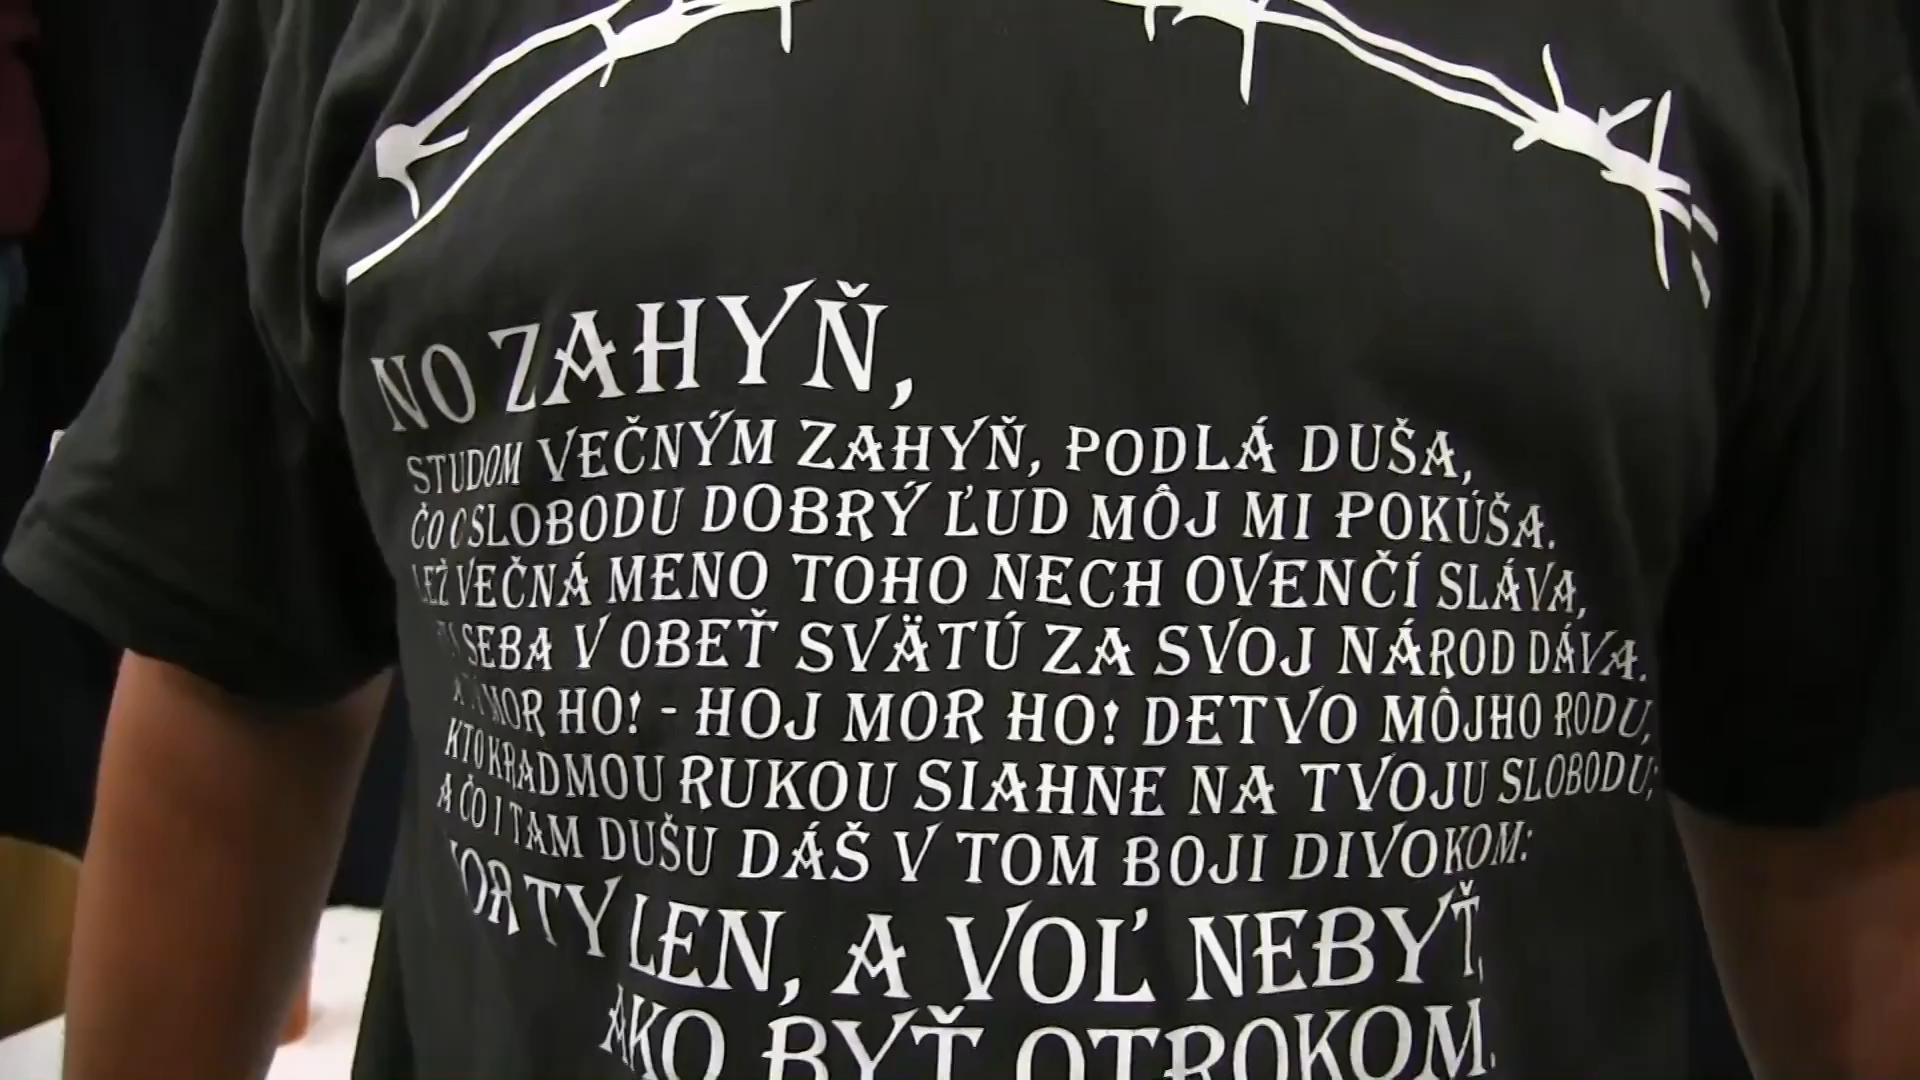 NO ZAHYŇ,
STUDOM VEČNÝM ZAHYŇ, PODLÁ DUŠA,
ČO O SLOBODU DOBRÝ ĽUD MÔJ MI POKÚŠA.
LEŽ VEČNÁ MENO TOHO NECH OVENČÍ SLÁVA,
SEBA V OBEŤ SVÄTÚ ZA SVOJ NÁROD DÁVA.
MOR HO! - HOJ MOR HO! DETVO MÔJHO RODU,
KTO KRADMOU RUKOU SIAHNE NA TVOJU SLOBODU;
A ČO I TAM DUŠU DÁŠ V TOM BOJI DIVOKOM:
TY LEN, A VOĽ NEBYŤ,
AKO BYŤ OTROKOM.